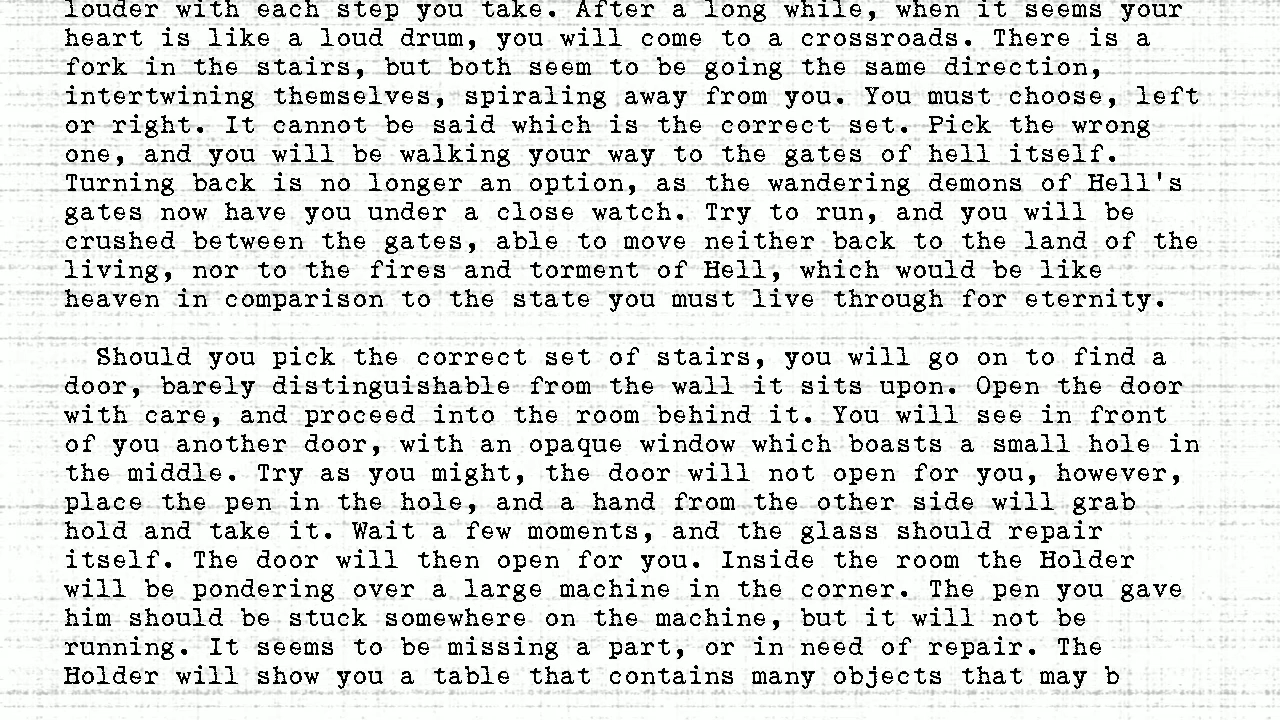 louder with each step you take. After a long while, when it seems your
heart is like a loud drum, you will come to a crossroads. There is a
fork in the stairs, but both seem to be going the same direction,
intertwining themselves, spiraling away from you. You must choose, left
or right. It cannot be said which is the correct set. Pick the wrong
one, and you will be walking your way to the gates of hell itself.
Turning back is no longer an option, as the wandering demons of Hell's
gates now have you under a close watch. Try to run, and you will be
crushed between the gates, able to move neither back to the land of the
living, nor to the fires and torment of Hell, which would be like
heaven in comparison to the state you must live through for eternity.

Should you pick the correct set of stairs, you will go on to find a
door, barely distinguishable from the wall it sits upon. Open the door
with care, and proceed into the room behind it. You will see in front
of you another door, with an opaque window which boasts a small hole in
the middle. Try as you might, the door will not open for you, however,
place the pen in the hole, and a hand from the other side will grab
hold and take it. Wait a few moments, and the glass should repair
itself. The door will then open for you. Inside the room the Holder
will be pondering over a large machine in the corner. The pen you gave
him should be stuck somewhere on the machine, but it will not be
running. It seems to be missing a part, or in need of repair. The
Holder will show you a table that contains many objects that may b